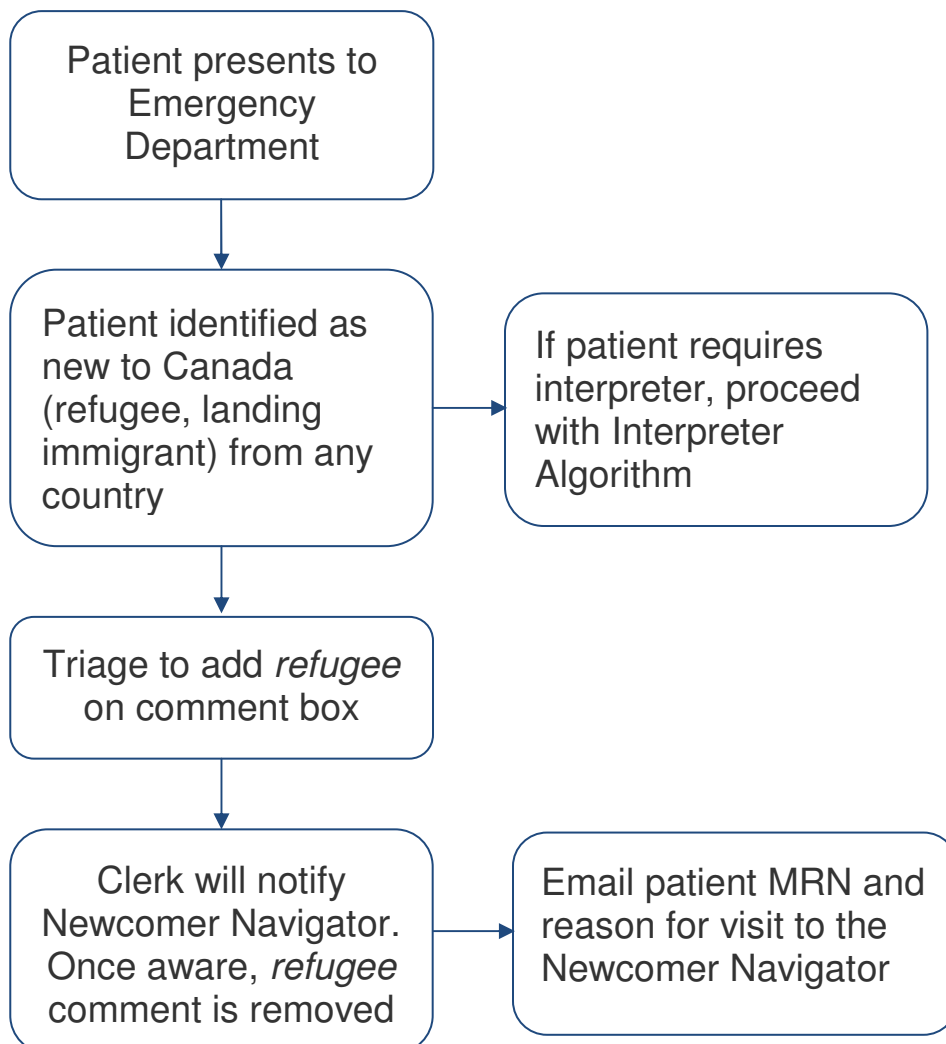 Patient presents to
Emergency
Department
Patient identified as
new to Canada
(refugee, landing
immigrant) from any
country
If patient requires
interpreter, proceed
with Interpreter
Algorithm
Triage to add refugee
on comment box
Clerk will notify
Newcomer Navigator.
Once aware, refugee
comment is removed
Email patient MRN and
reason for visit to the
Newcomer Navigator